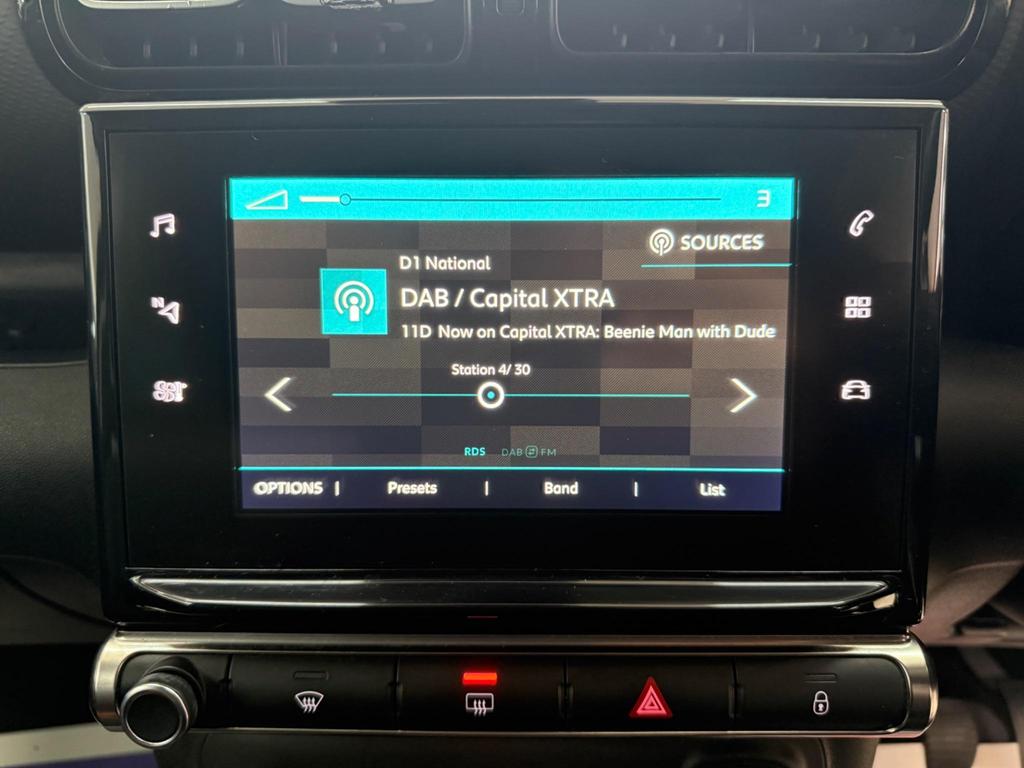 3
SOURCES
D1 National
DAB / Capital XTRA
11D Now on Capital XTRA: Beenie Man with Dude
Station 4/30
RDS DAB FM
OPTIONS | Presets | Band | List
N